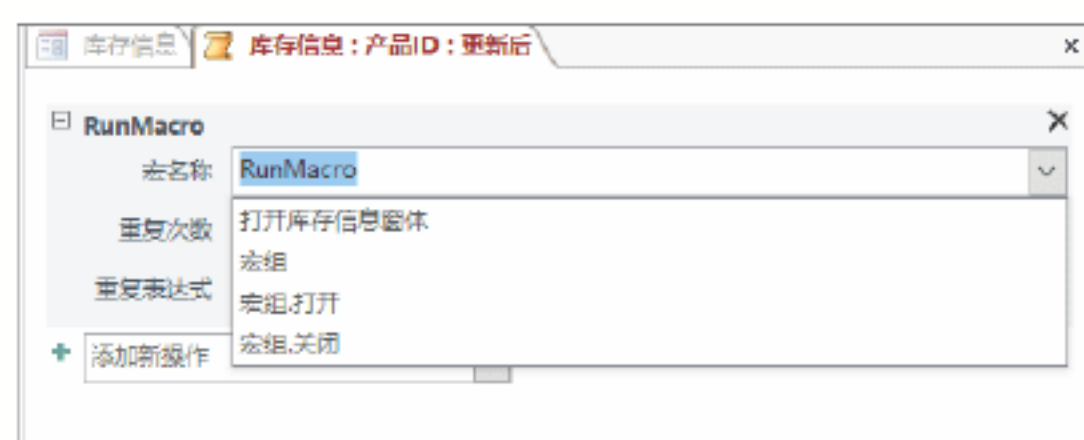 库存信息 库存信息：产品ID：更新后
RunMacro
宏名称 RunMacro
打开库存信息窗体
重复次数
宏组
重复表达式
宏组.打开
宏组.关闭
添加新操作